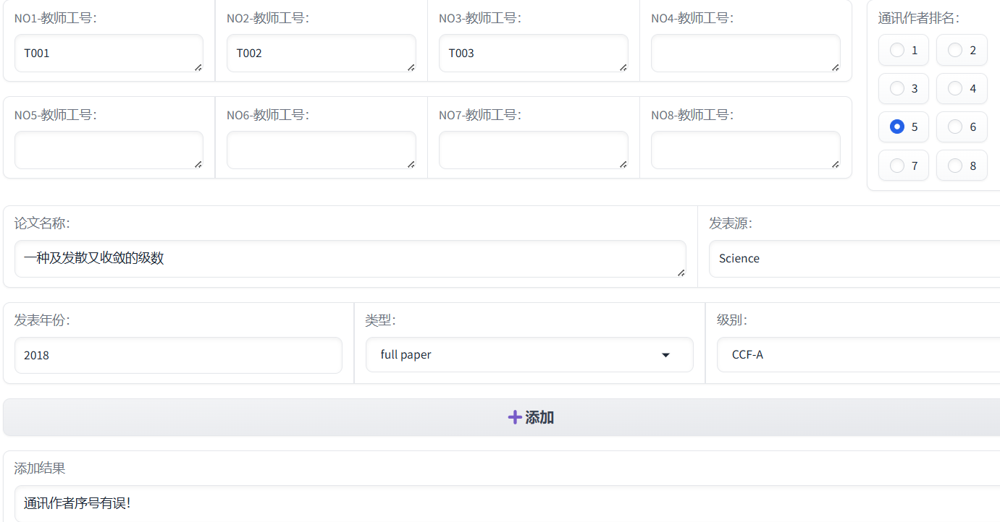 NO1-教师工号: NO2-教师工号: NO3-教师工号: NO4-教师工号: 通讯作者排名:
T001 T002 T003 1 2
3 4
NO5-教师工号: NO6-教师工号: NO7-教师工号: NO8-教师工号:
5 6
7 8
论文名称: 发表源:
一种及发散又收敛的级数 Science
发表年份: 类型: 级别:
2018 full paper CCF-A
添加
添加结果
通讯作者序号有误!